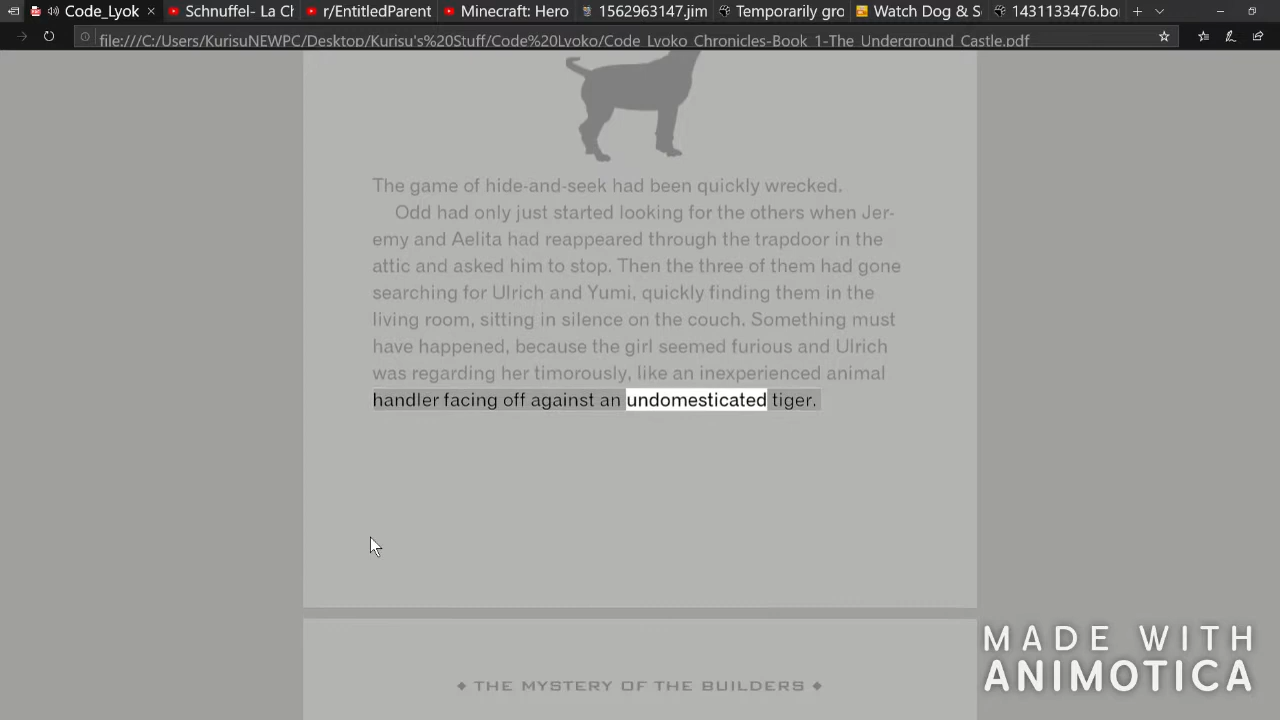 Code_Lyok
Schnuffel- La Ch
r/EntitledParent
Minecraft: Hero
1562963147.jim
Temporarily gro
Watch Dog & S
1431133476.bo
file:///C:/Users/KurisuNEWPC/Desktop/Kurisu's%20Stuff/Code%20Lyoko/Code_Lyoko_Chronicles-Book_1-The_Underground_Castle.pdf
The game of hide-and-seek had been quickly wrecked.
Odd had only just started looking for the others when Jer-
emy and Aelita had reappeared through the trapdoor in the
attic and asked him to stop. Then the three of them had gone
searching for Ulrich and Yumi, quickly finding them in the
living room, sitting in silence on the couch. Something must
have happened, because the girl seemed furious and Ulrich
was regarding her timorously, like an inexperienced animal
handler facing off against an undomesticated tiger.
◆ THE MYSTERY OF THE BUILDERS ◆
MADE WITH
ANIMOTICA